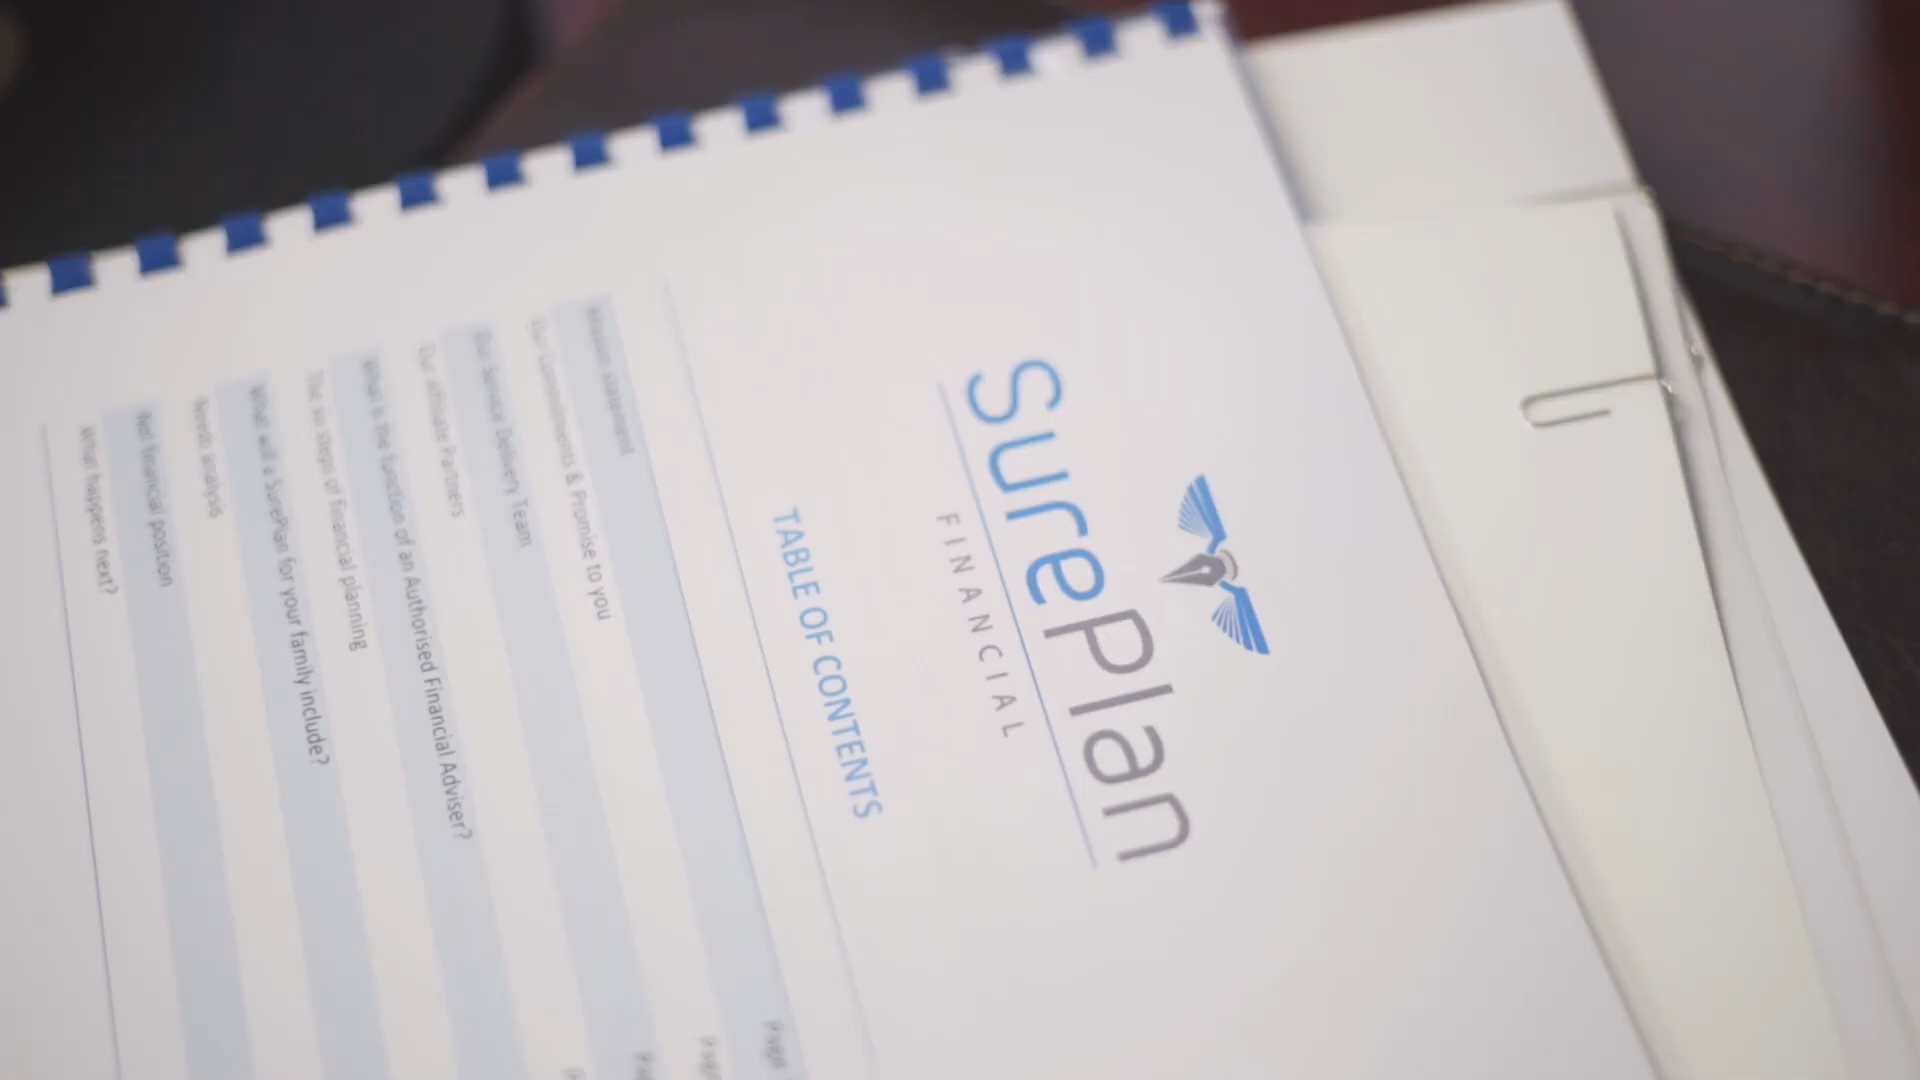 SurePlan
FINANCIAL
TABLE OF CONTENTS
Mission statement
Our Commitments & Promise to you
Our Service Delivery Team
Our affiliate Partners
What is the function of an Authorised Financial Adviser?
The six steps of financial planning
What will a SurePlan for your family include?
Needs analysis
Net financial position
What happens next?
Page
Page